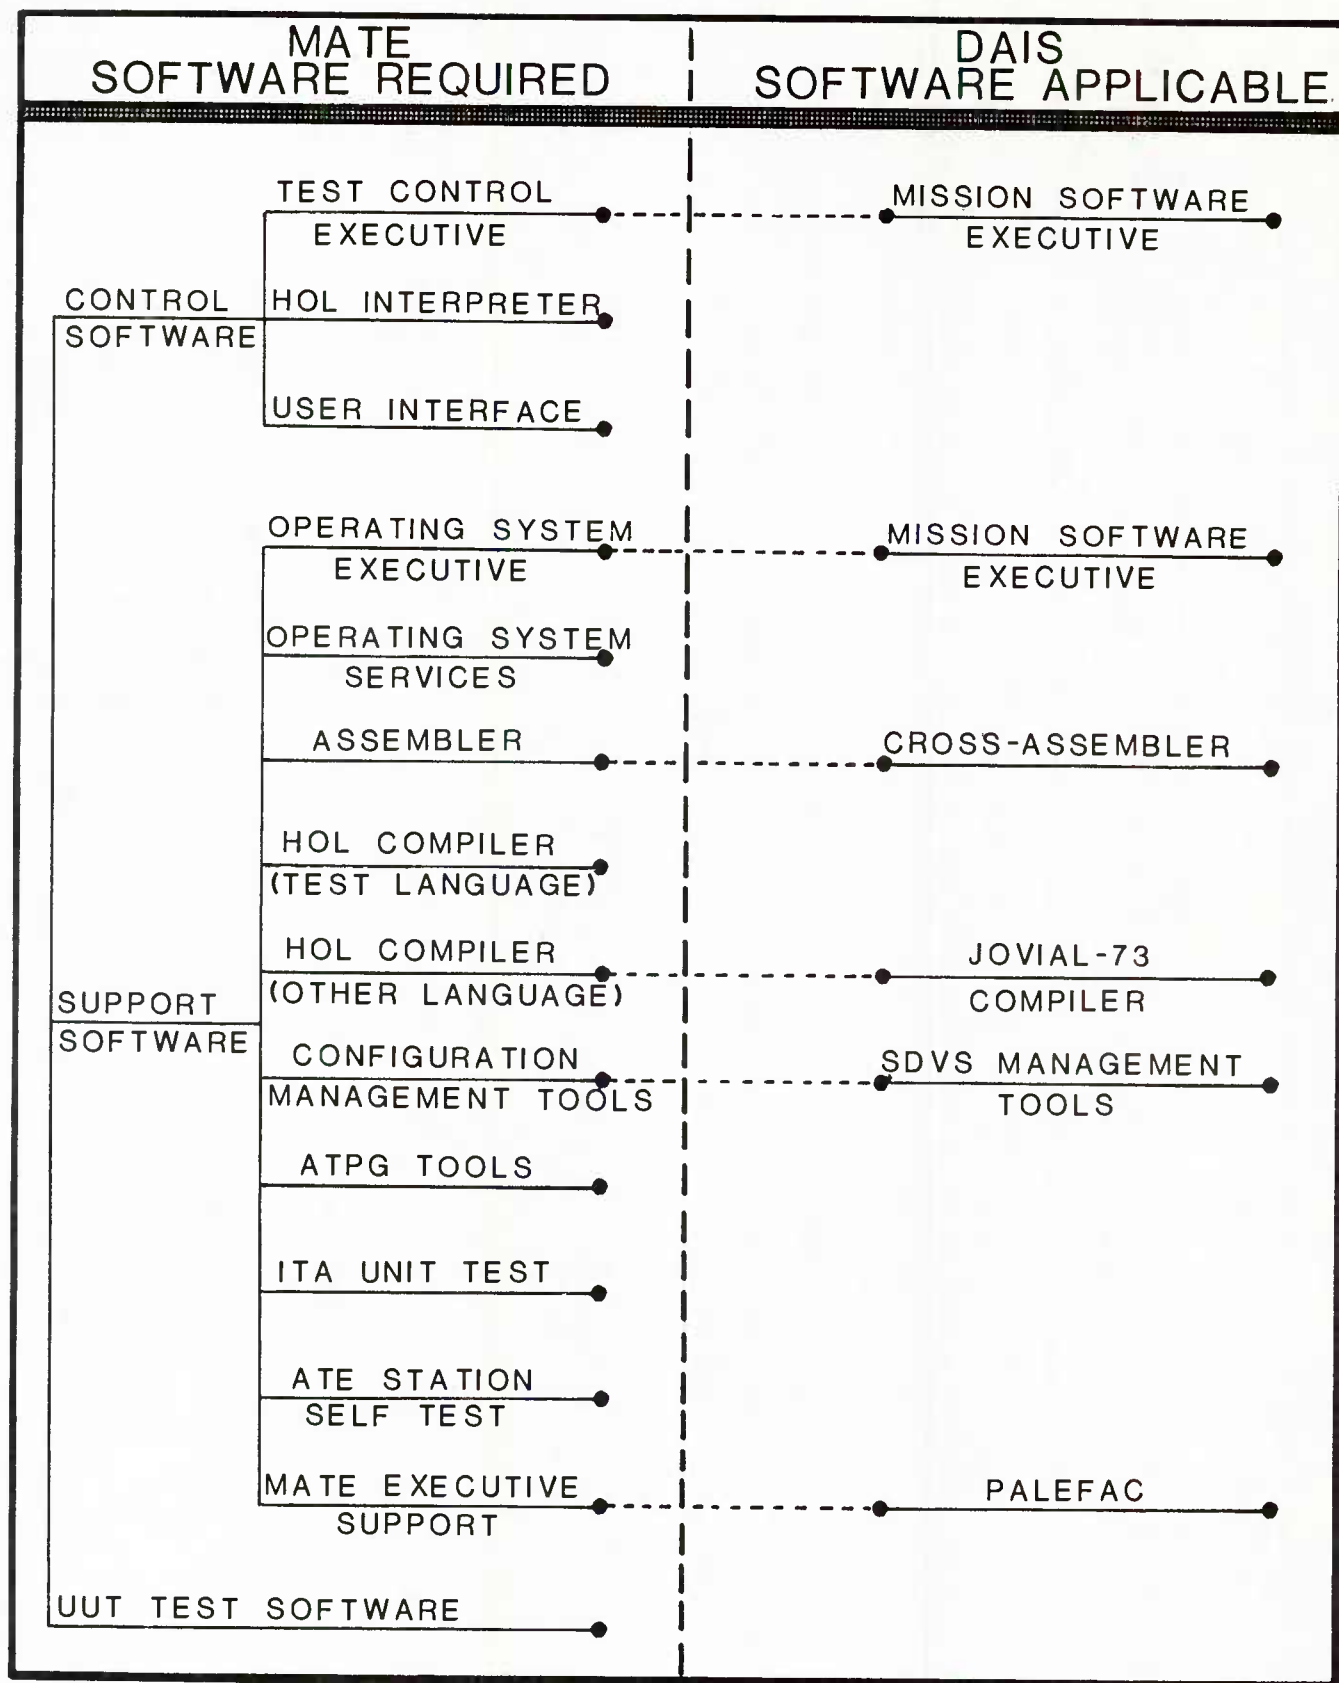 MATE
SOFTWARE REQUIRED
DAIS
SOFTWARE APPLICABLE
TEST CONTROL
EXECUTIVE
MISSION SOFTWARE
EXECUTIVE
CONTROL
SOFTWARE
HOL INTERPRETER
USER INTERFACE
OPERATING SYSTEM
EXECUTIVE
MISSION SOFTWARE
EXECUTIVE
OPERATING SYSTEM
SERVICES
ASSEMBLER
CROSS-ASSEMBLER
HOL COMPILER
(TEST LANGUAGE)
HOL COMPILER
(OTHER LANGUAGE)
JOVIAL-73
COMPILER
SUPPORT
SOFTWARE
CONFIGURATION
MANAGEMENT TOOLS
SDVS MANAGEMENT
TOOLS
ATPG TOOLS
ITA UNIT TEST
ATE STATION
SELF TEST
MATE EXECUTIVE
SUPPORT
PALEFAC
UUT TEST SOFTWARE